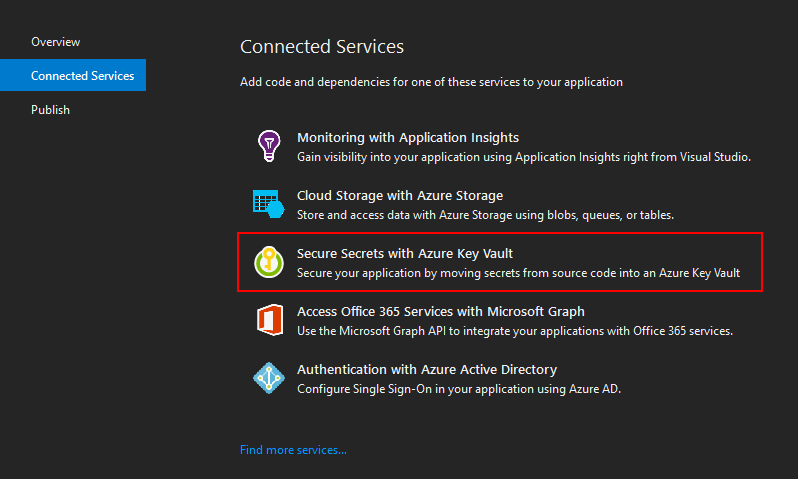 Overview
Connected Services
Publish
Connected Services
Add code and dependencies for one of these services to your application
Monitoring with Application Insights
Gain visibility into your application using Application Insights right from Visual Studio.
Cloud Storage with Azure Storage
Store and access data with Azure Storage using blobs, queues, or tables.
Secure Secrets with Azure Key Vault
Secure your application by moving secrets from source code into an Azure Key Vault
Access Office 365 Services with Microsoft Graph
Use the Microsoft Graph API to integrate your applications with Office 365 services.
Authentication with Azure Active Directory
Configure Single Sign-On in your application using Azure AD.
Find more services...